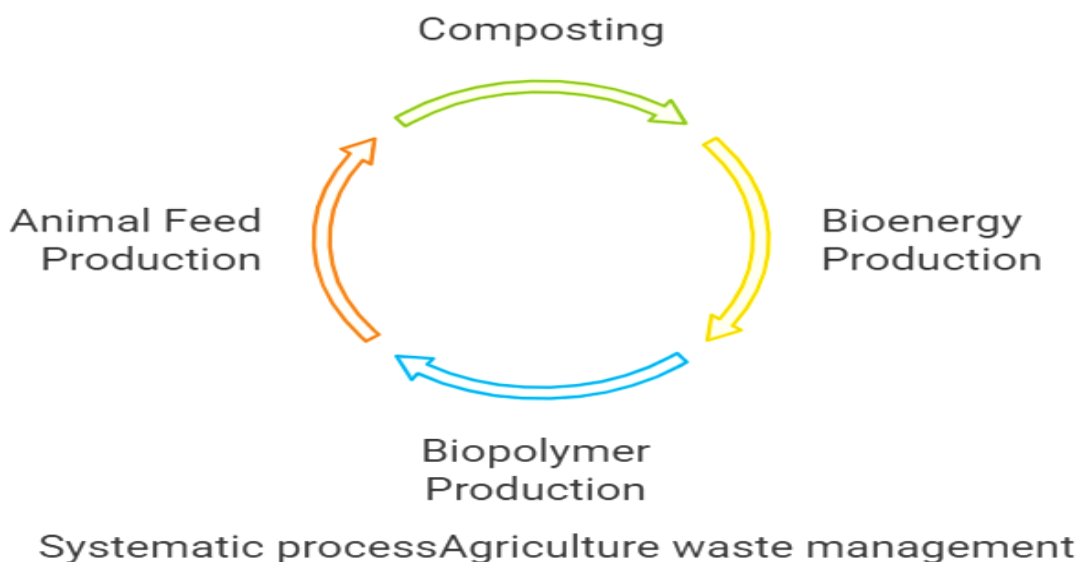 Composting
Animal Feed
Production
Bioenergy
Production
Biopolymer
Production
Systematic processAgriculture waste management